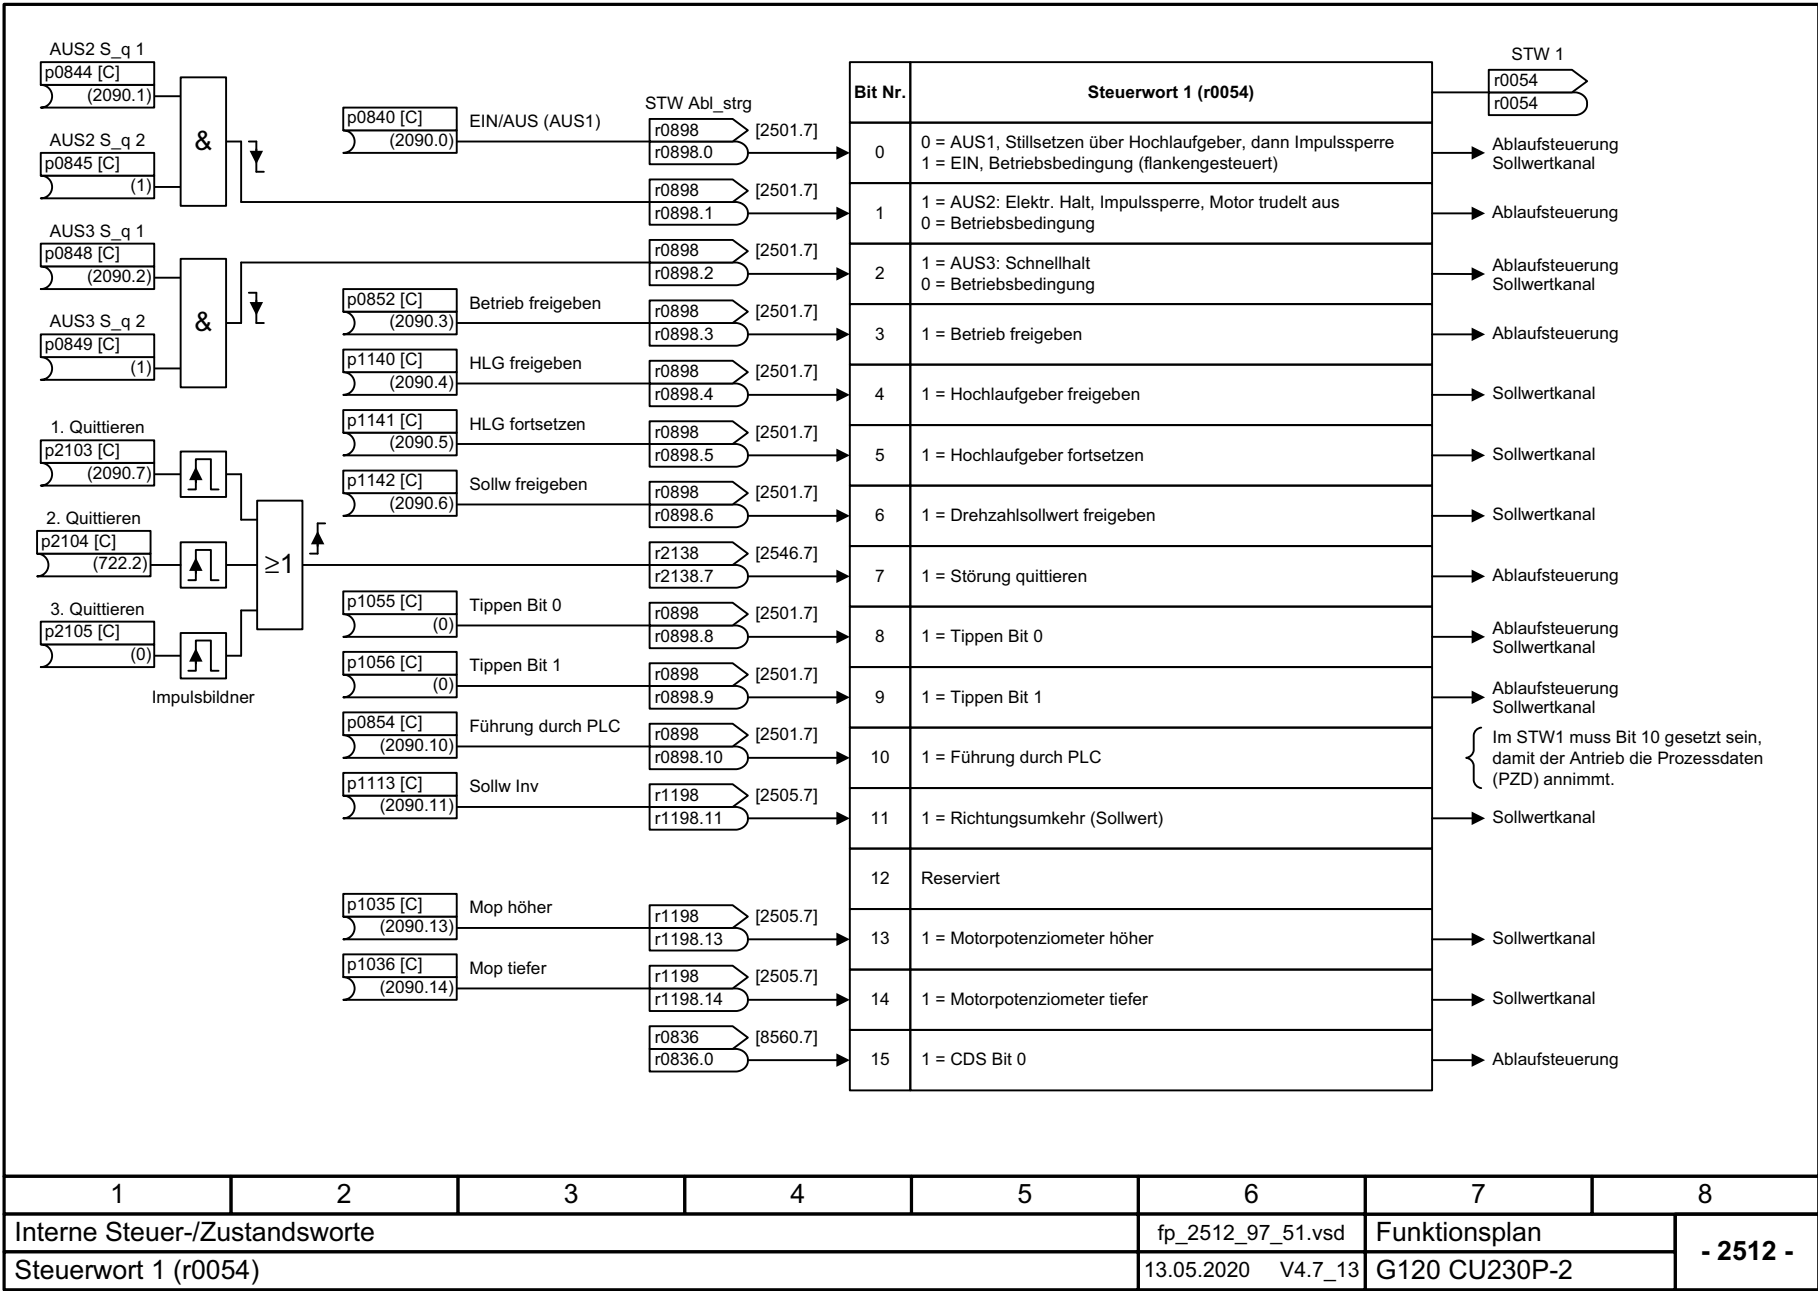 AUS2 S_q 1
p0844 [C]
(2090.1)
AUS2 S_q 2
p0845 [C]
(1)
&
AUS3 S_q 1
p0848 [C]
(2090.2)
AUS3 S_q 2
p0849 [C]
(1)
&
1. Quittieren
p2103 [C]
(2090.7)
2. Quittieren
p2104 [C]
(722.2)
3. Quittieren
p2105 [C]
(0)
≥1
Impulsbildner
p0840 [C]
(2090.0)
EIN/AUS (AUS1)
p0852 [C]
(2090.3)
Betrieb freigeben
p1140 [C]
(2090.4)
HLG freigeben
p1141 [C]
(2090.5)
HLG fortsetzen
p1142 [C]
(2090.6)
Sollw freigeben
p1055 [C]
(0)
Tippen Bit 0
p1056 [C]
(0)
Tippen Bit 1
p0854 [C]
(2090.10)
Führung durch PLC
p1113 [C]
(2090.11)
Sollw Inv
p1035 [C]
(2090.13)
Mop höher
p1036 [C]
(2090.14)
Mop tiefer
STW Abl_strg
r0898 [2501.7]
r0898.0
r0898 [2501.7]
r0898.1
r0898 [2501.7]
r0898.2
r0898 [2501.7]
r0898.3
r0898 [2501.7]
r0898.4
r0898 [2501.7]
r0898.5
r0898 [2501.7]
r0898.6
r2138 [2546.7]
r2138.7
r0898 [2501.7]
r0898.8
r0898 [2501.7]
r0898.9
r0898 [2501.7]
r0898.10
r1198 [2505.7]
r1198.11
r1198 [2505.7]
r1198.13
r1198 [2505.7]
r1198.14
r0836 [8560.7]
r0836.0
Bit Nr. Steuerwort 1 (r0054)
0 0 = AUS1, Stillsetzen über Hochlaufgeber, dann Impulssperre
1 = EIN, Betriebsbedingung (flankengesteuert)
1 1 = AUS2: Elektr. Halt, Impulssperre, Motor trudelt aus
0 = Betriebsbedingung
2 1 = AUS3: Schnellhalt
0 = Betriebsbedingung
3 1 = Betrieb freigeben
4 1 = Hochlaufgeber freigeben
5 1 = Hochlaufgeber fortsetzen
6 1 = Drehzahlsollwert freigeben
7 1 = Störung quittieren
8 1 = Tippen Bit 0
9 1 = Tippen Bit 1
10 1 = Führung durch PLC
11 1 = Richtungsumkehr (Sollwert)
12 Reserviert
13 1 = Motorpotenziometer höher
14 1 = Motorpotenziometer tiefer
15 1 = CDS Bit 0
STW 1
r0054
r0054
Ablaufsteuerung
Sollwertkanal
Ablaufsteuerung
Ablaufsteuerung
Sollwertkanal
Ablaufsteuerung
Sollwertkanal
Sollwertkanal
Sollwertkanal
Ablaufsteuerung
Ablaufsteuerung
Sollwertkanal
Ablaufsteuerung
Sollwertkanal
Im STW1 muss Bit 10 gesetzt sein,
damit der Antrieb die Prozessdaten
(PZD) annimmt.
Sollwertkanal
Sollwertkanal
Sollwertkanal
Ablaufsteuerung
1 2 3 4 5 6 7 8
Interne Steuer-/Zustandsworte fp_2512_97_51.vsd Funktionsplan
- 2512 -
Steuerwort 1 (r0054) 13.05.2020 V4.7_13 G120 CU230P-2